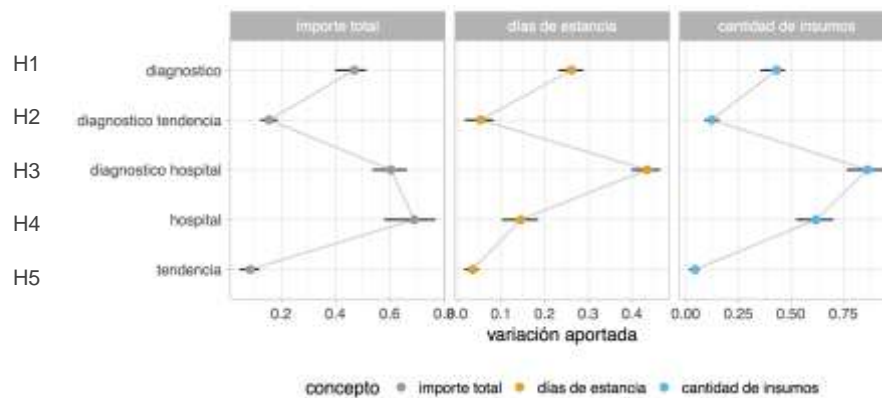 importe total días de estancia cantidad de insumos
H1 diagnostico
H2 diagnostico tendencia
H3 diagnostico hospital
H4 hospital
H5 tendencia
0.2 0.4 0.6 0.8 0.0 0.1 0.2 0.3 0.4 0.00 0.25 0.50 0.75
variación aportada
concepto importe total días de estancia cantidad de insumos